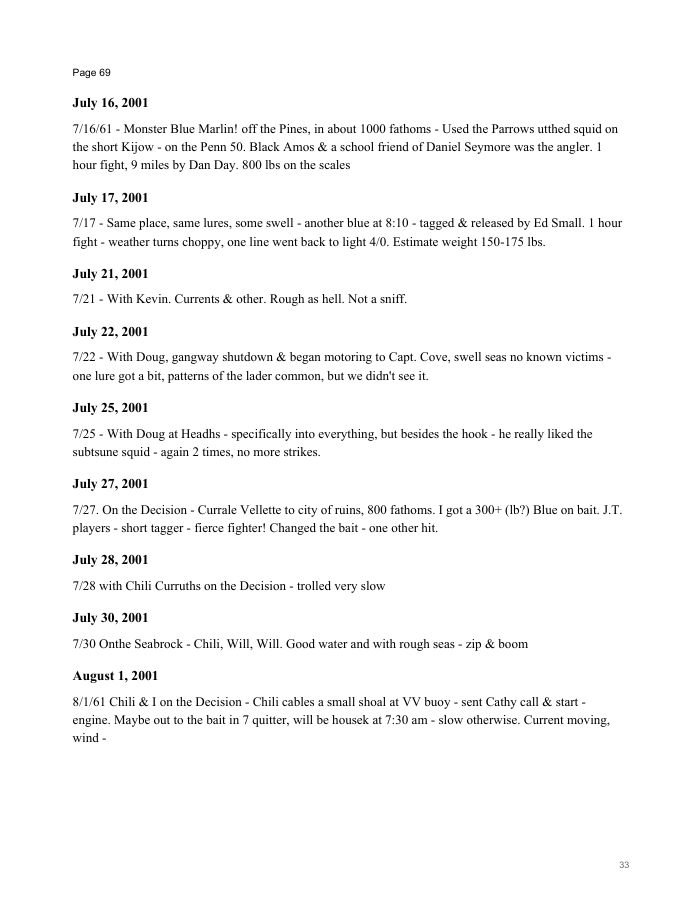 Page 69
July 16, 2001
7/16/61 - Monster Blue Marlin! off the Pines, in about 1000 fathoms - Used the Parrows utthed squid on
the short Kijow - on the Penn 50. Black Amos & a school friend of Daniel Seymore was the angler. 1
hour fight, 9 miles by Dan Day. 800 lbs on the scales
July 17, 2001
7/17 - Same place, same lures, some swell - another blue at 8:10 - tagged & released by Ed Small. 1 hour
fight - weather turns choppy, one line went back to light 4/0. Estimate weight 150-175 lbs.
July 21, 2001
7/21 - With Kevin. Currents & other. Rough as hell. Not a sniff.
July 22, 2001
7/22 - With Doug, gangway shutdown & began motoring to Capt. Cove, swell seas no known victims -
one lure got a bit, patterns of the lader common, but we didn't see it.
July 25, 2001
7/25 - With Doug at Headhs - specifically into everything, but besides the hook - he really liked the
subtsune squid - again 2 times, no more strikes.
July 27, 2001
7/27. On the Decision - Currale Vellette to city of ruins, 800 fathoms. I got a 300+ (lb?) Blue on bait. J.T.
players - short tagger - fierce fighter! Changed the bait - one other hit.
July 28, 2001
7/28 with Chili Curruths on the Decision - trolled very slow
July 30, 2001
7/30 Onthe Seabrock - Chili, Will, Will. Good water and with rough seas - zip & boom
August 1, 2001
8/1/61 Chili & I on the Decision - Chili cables a small shoal at VV buoy - sent Cathy call & start -
engine. Maybe out to the bait in 7 quitter, will be housek at 7:30 am - slow otherwise. Current moving,
wind -
33